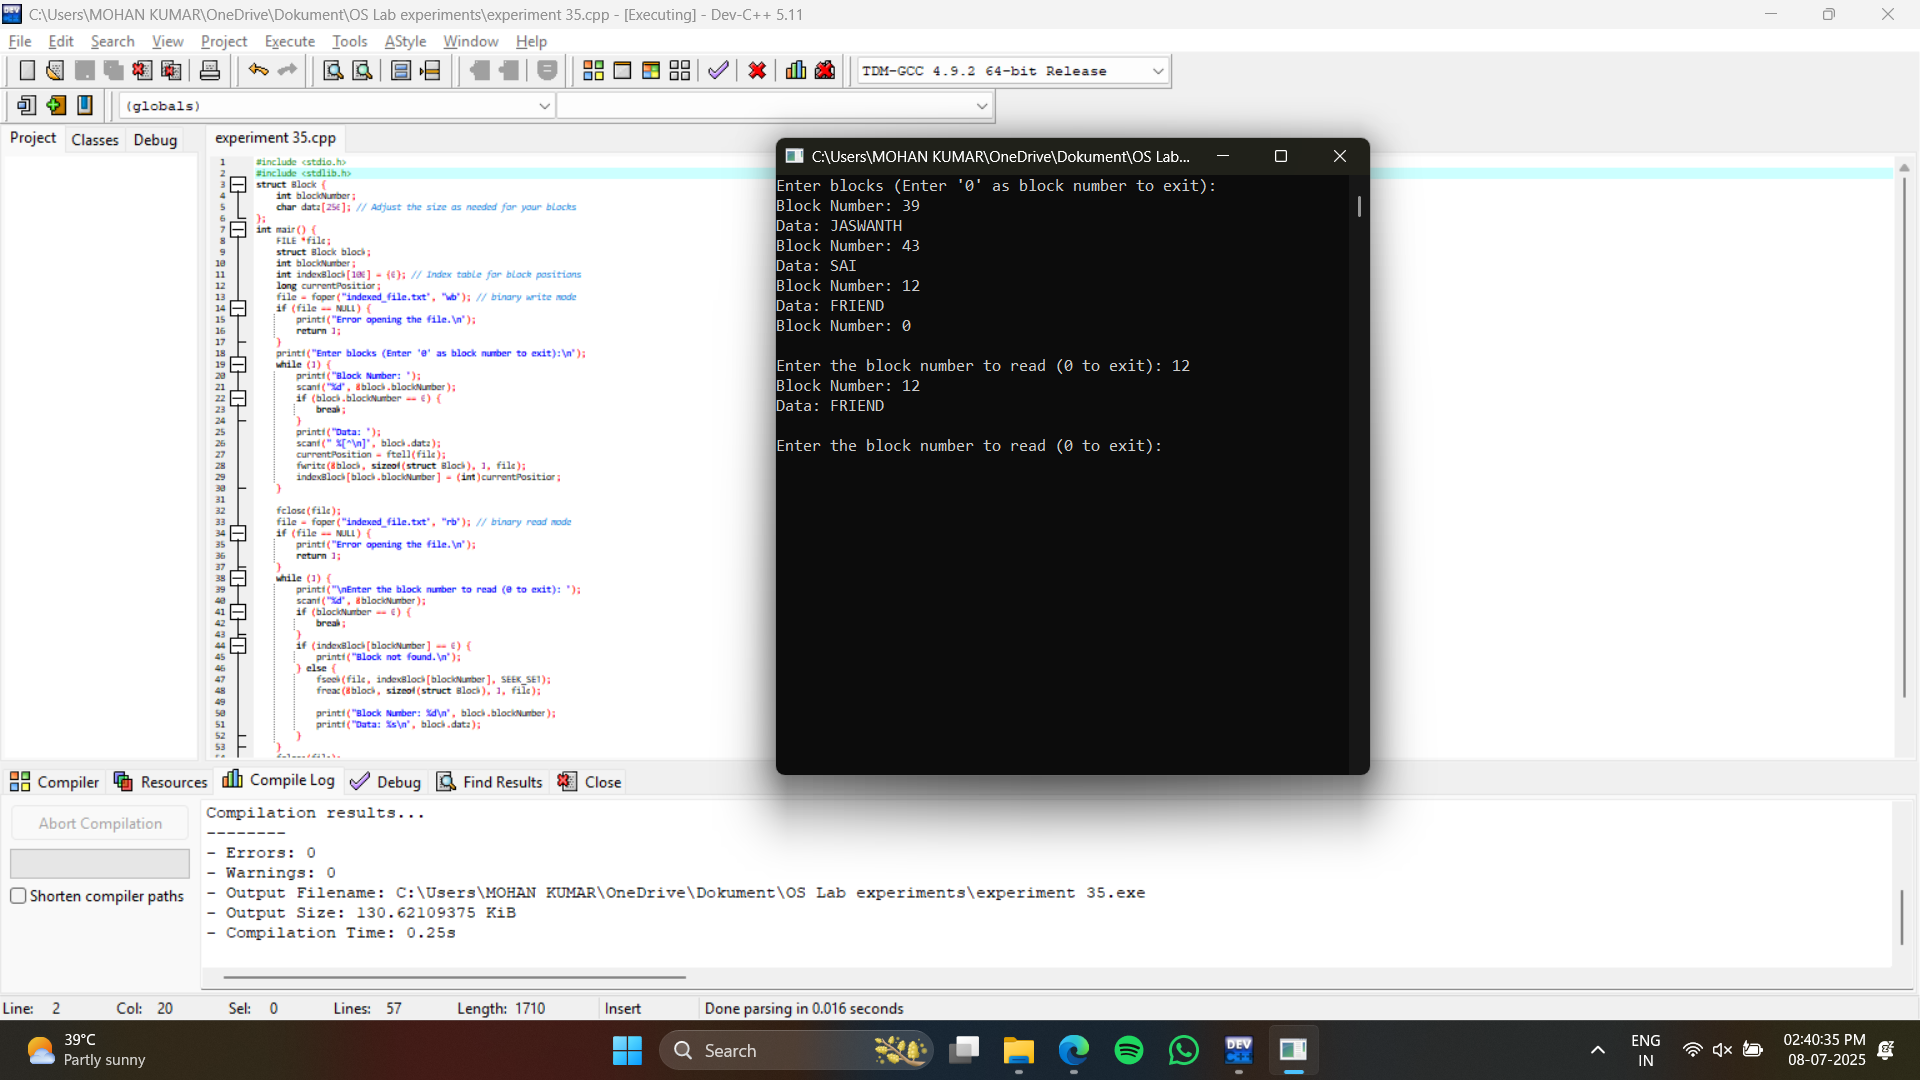 C:\Users\MOHAN KUMAR\OneDrive\Dokument\OS Lab experiments\experiment 35.cpp - [Executing] - Dev-C++ 5.11
File Edit Search View Project Execute Tools AStyle Window Help
TDM-GCC 4.9.2 64-bit Release
(globals)
Project Classes Debug
experiment 35.cpp
1 #include <stdio.h>
2 #include <stdlib.h>
3 struct Block {
4 int blockNumber;
5 char data[256]; // Adjust the size as needed for your blocks
6 };
7 int main() {
8 FILE *file;
9 struct Block block;
10 int blockNumber;
11 int indexBlock[100] = {0}; // Index table for block positions
12 long currentPosition;
13 file = fopen("indexed_file.txt", "wb"); // binary write mode
14 if (file == NULL) {
15 printf("Error opening the file.\n");
16 return 1;
17 }
18 printf("Enter blocks (Enter '0' as block number to exit):\n");
19 while (1) {
20 printf("Block Number: ");
21 scanf("%d", &block.blockNumber);
22 if (block.blockNumber == 0) {
23 break;
24 }
25 printf("Data: ");
26 scanf(" %[^\n]", block.data);
27 currentPosition = ftell(file);
28 fwrite(&block, sizeof(struct Block), 1, file);
29 indexBlock[block.blockNumber] = (int)currentPosition;
30 }
31
32 fclose(file);
33 file = fopen("indexed_file.txt", "rb"); // binary read mode
34 if (file == NULL) {
35 printf("Error opening the file.\n");
36 return 1;
37 }
38 while (1) {
39 printf("\nEnter the block number to read (0 to exit): ");
40 scanf("%d", &blockNumber);
41 if (blockNumber == 0) {
42 break;
43 }
44 if (indexBlock[blockNumber] == 0) {
45 printf("Block not found.\n");
46 } else {
47 fseek(file, indexBlock[blockNumber], SEEK_SET);
48 fread(&block, sizeof(struct Block), 1, file);
49
50 printf("Block Number: %d\n", block.blockNumber);
51 printf("Data: %s\n", block.data);
52 }
53 }
C:\Users\MOHAN KUMAR\OneDrive\Dokument\OS Lab...
Enter blocks (Enter '0' as block number to exit):
Block Number: 39
Data: JASWANTH
Block Number: 43
Data: SAI
Block Number: 12
Data: FRIEND
Block Number: 0
Enter the block number to read (0 to exit): 12
Block Number: 12
Data: FRIEND
Enter the block number to read (0 to exit):
Compiler Resources Compile Log Debug Find Results Close
Abort Compilation
Shorten compiler paths
Compilation results...
--------
- Errors: 0
- Warnings: 0
- Output Filename: C:\Users\MOHAN KUMAR\OneDrive\Dokument\OS Lab experiments\experiment 35.exe
- Output Size: 130.62109375 KiB
- Compilation Time: 0.25s
Line: 2 Col: 20 Sel: 0 Lines: 57 Length: 1710 Insert Done parsing in 0.016 seconds
39°C
Partly sunny
Search
DEV
ENG
IN
02:40:35 PM
08-07-2025